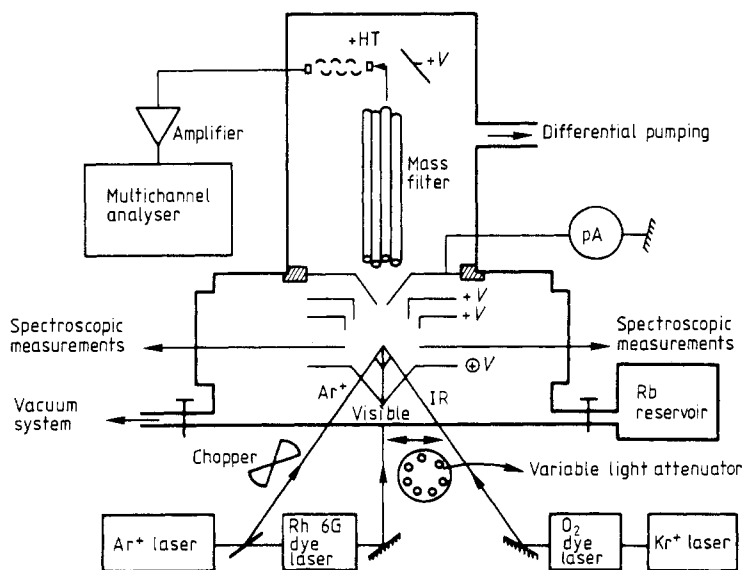 +HT
+V
Amplifier
Multichannel
analyser
Mass
filter
Differential pumping
pA
+V
+V
Spectroscopic
measurements
Spectroscopic
measurements
⊕V
Ar⁺
IR
Visible
Rb
reservoir
Vacuum
system
Chopper
Variable light attenuator
Ar⁺ laser
Rh 6G
dye
laser
O₂
dye
laser
Kr⁺ laser